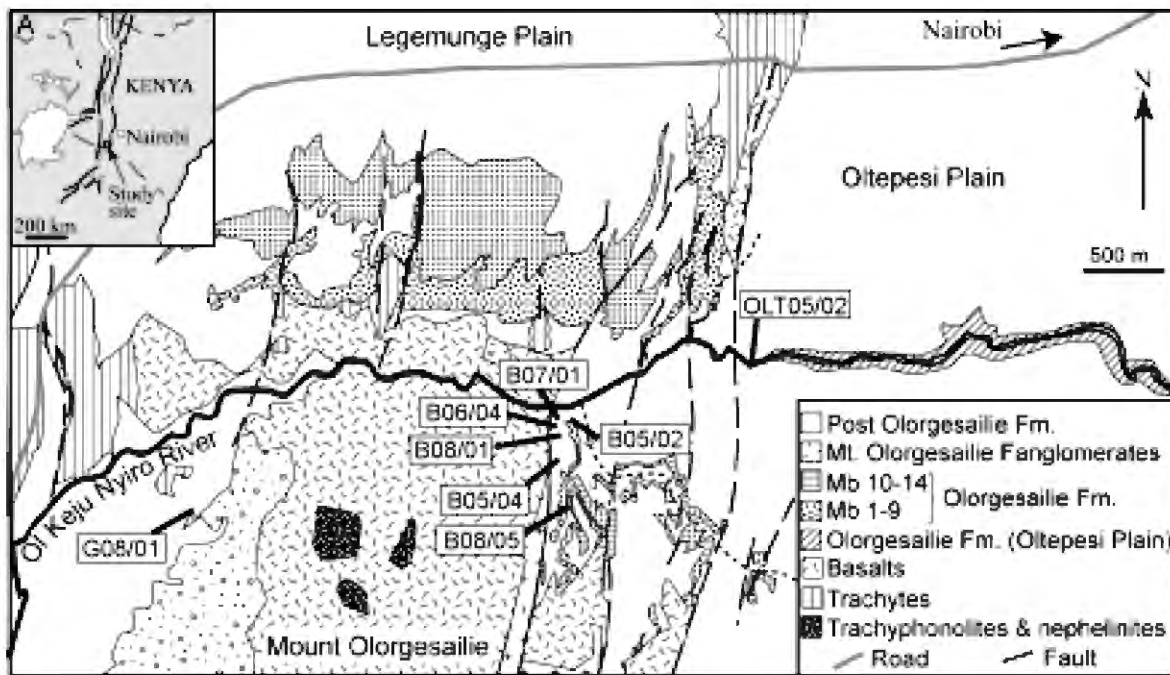 A
KENYA
Nairobi
Study
site
200 km
Legemunge Plain
Nairobi
N
Oltepesi Plain
500 m
OLT05/02
B07/01
B06/04
B08/01
B05/02
B05/04
B08/05
G08/01
Ol Keju Nyiro River
Mount Olorgesailie
Post Olorgesailie Fm.
Mt. Olorgesailie Fanglomerates
Mb 10-14
Mb 1-9
Olorgesailie Fm.
Olorgesailie Fm. (Oltepesi Plain)
Basalts
Trachytes
Trachyphonolites & nephelinites
Road
Fault